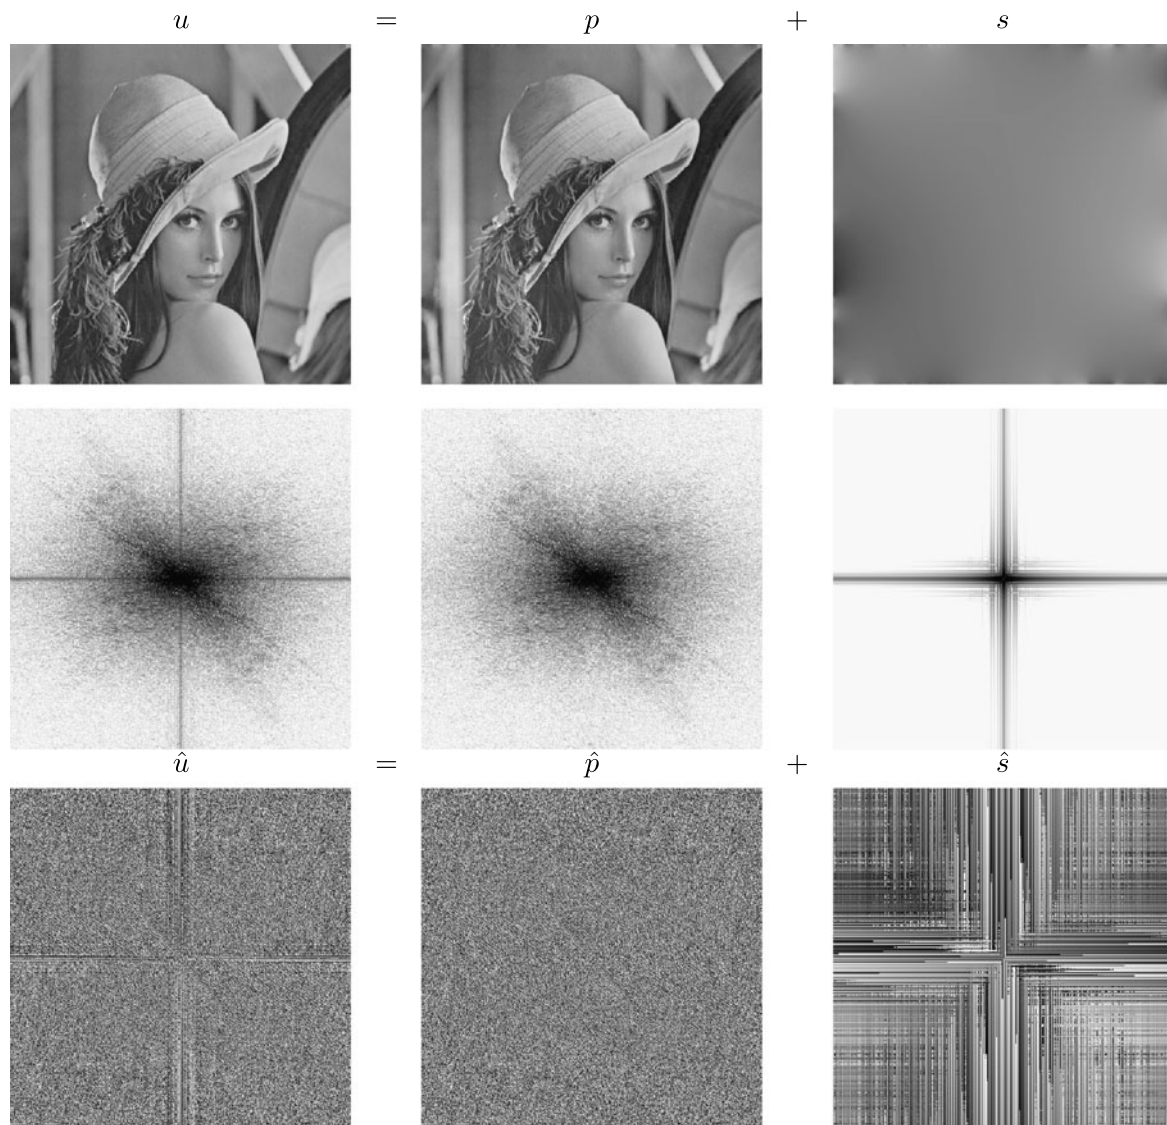 u = p + s
û = p̂ + ŝ